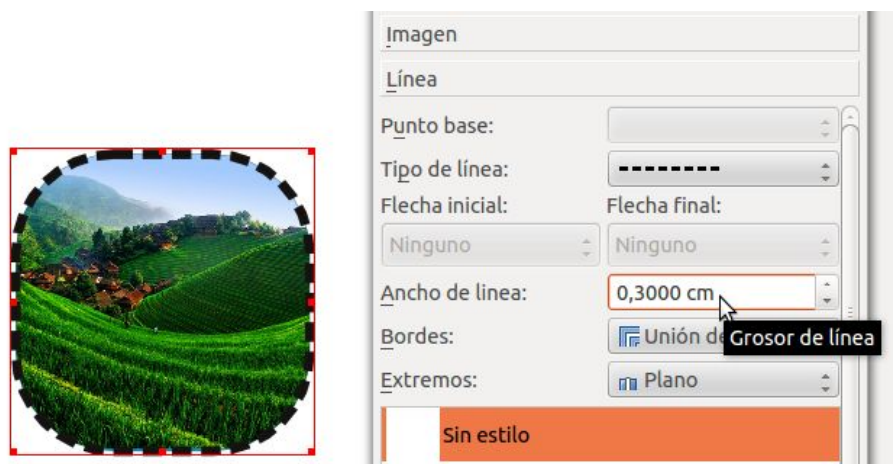 Imagen
Línea
Punto base:
Tipo de línea:
Flecha inicial: Flecha final:
Ninguno Ninguno
Ancho de linea: 0,3000 cm
Bordes: Unión de
Grosor de línea
Extremos: Plano
Sin estilo